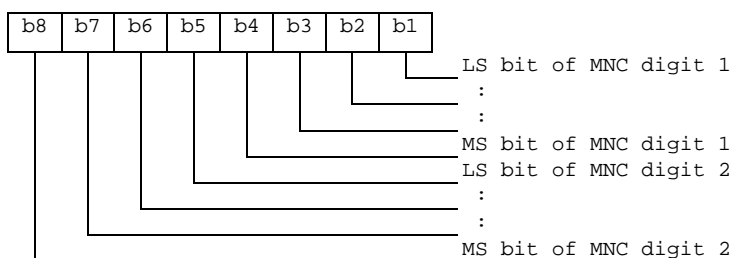 b8 b7 b6 b5 b4 b3 b2 b1
LS bit of MNC digit 1
:
:
MS bit of MNC digit 1
LS bit of MNC digit 2
:
:
MS bit of MNC digit 2